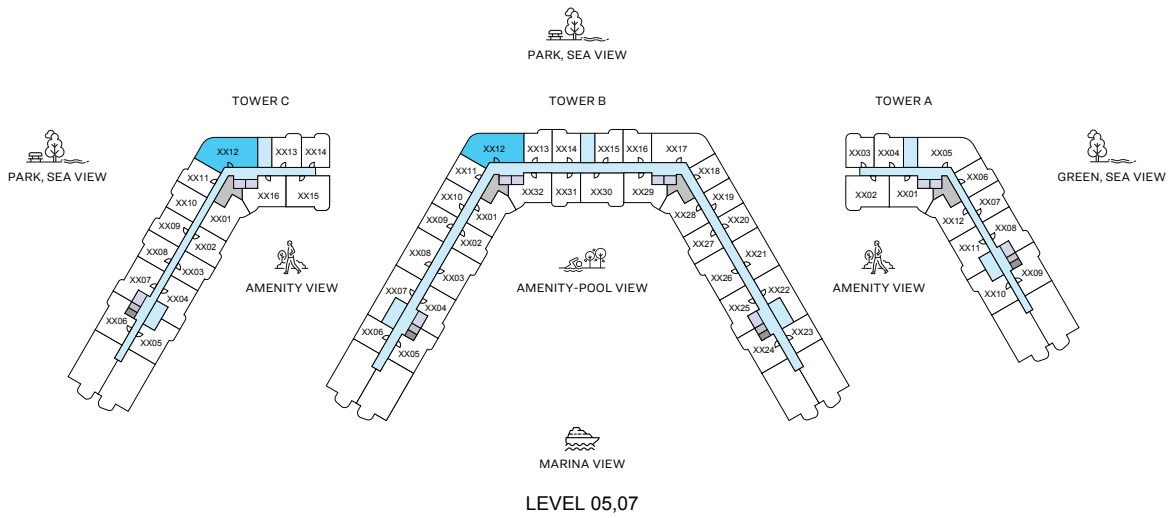 PARK, SEA VIEW
TOWER C
TOWER B
TOWER A
PARK, SEA VIEW
GREEN, SEA VIEW
XX12
XX13
XX14
XX11
XX10
XX09
XX08
XX07
XX06
XX05
XX04
XX03
XX02
XX01
XX16
XX15
XX12
XX13
XX14
XX15
XX16
XX17
XX11
XX10
XX09
XX08
XX07
XX06
XX05
XX04
XX03
XX02
XX01
XX32
XX31
XX30
XX29
XX28
XX27
XX26
XX25
XX24
XX23
XX22
XX21
XX20
XX19
XX18
XX03
XX04
XX05
XX06
XX07
XX08
XX09
XX10
XX11
XX12
XX01
XX02
AMENITY VIEW
AMENITY-POOL VIEW
AMENITY VIEW
MARINA VIEW
LEVEL 05,07